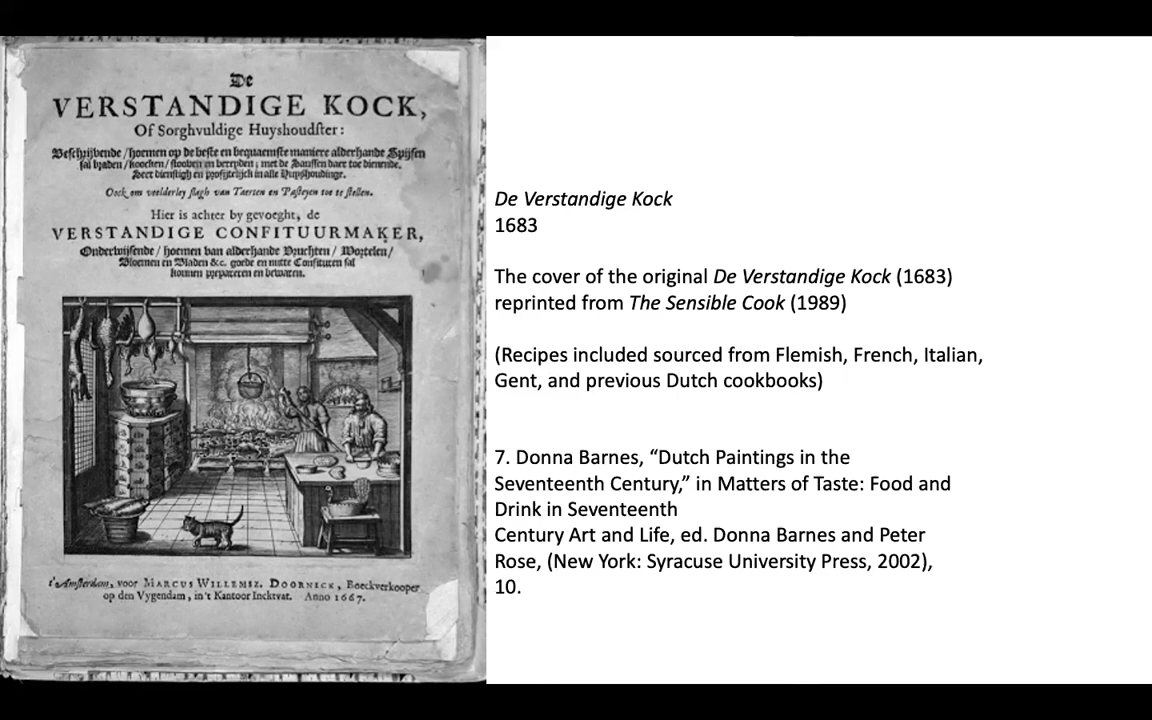 De
VERSTANDIGE KOCK,
Of Sorghvuldige Huyshoudster:
Beschrijvende / hoemen op de beste en bequaemste maniere alderhande Spijsen
sal braden / koocken / stooven en bereyden; met de Saussen daer toe dienende.
Seer dienstigh en profijtelijck in alle Huyshoudinge.
Oock om veelderley slagh van Taerten en Pasteyen toe te stellen.
Hier is achter by gevoeght, de
VERSTANDIGE CONFITUURMAKER,
Onderwijsende / hoemen van alderhande Vruchten / Wortelen /
Bloemen en Bladen &c. goede en nutte Confituren sal
konnen prepareren en bewaren.
t'Amsterdam, voor MARCUS WILLEMSZ. DOORNICK, Boeckverkooper
op den Vygendam, in't Kantoor Incktvat. Anno 1667.
De Verstandige Kock
1683
The cover of the original De Verstandige Kock (1683)
reprinted from The Sensible Cook (1989)
(Recipes included sourced from Flemish, French, Italian,
Gent, and previous Dutch cookbooks)
7. Donna Barnes, “Dutch Paintings in the
Seventeenth Century,” in Matters of Taste: Food and
Drink in Seventeenth
Century Art and Life, ed. Donna Barnes and Peter
Rose, (New York: Syracuse University Press, 2002),
10.